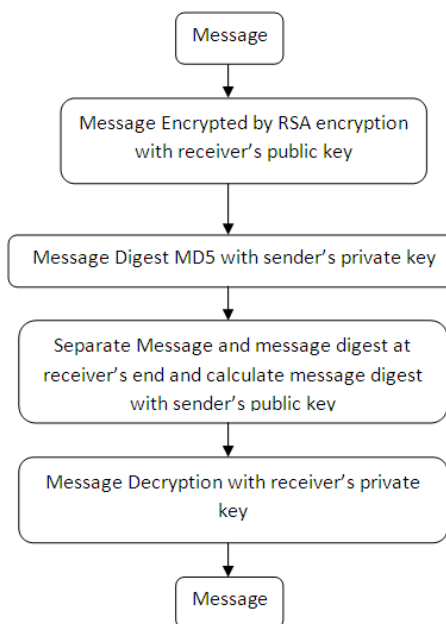 Message
Message Encrypted by RSA encryption
with receiver’s public key
Message Digest MD5 with sender’s private key
Separate Message and message digest at
receiver’s end and calculate message digest
with sender’s public key
Message Decryption with receiver’s private
key
Message